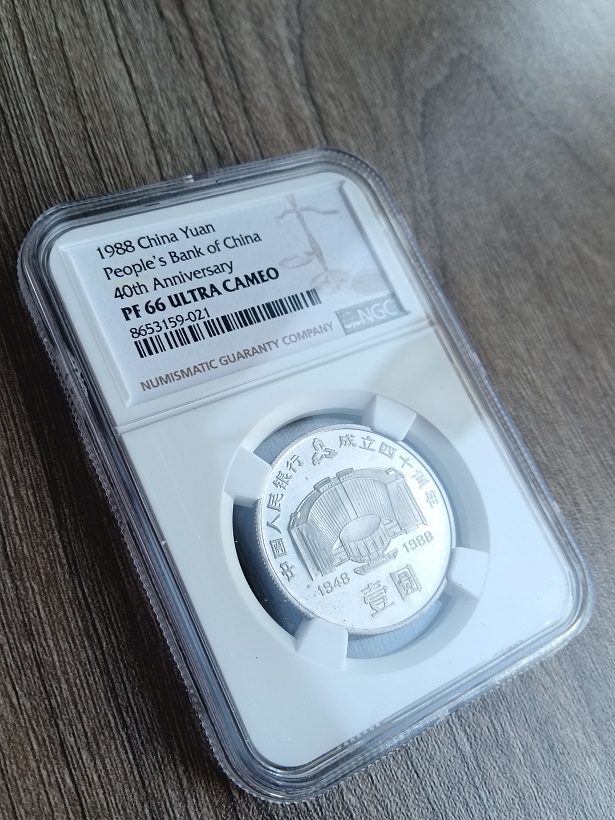 1988 China Yuan
People's Bank of China
40th Anniversary
PF 66 ULTRA CAMEO
8653159-021
NGC
NUMISMATIC GUARANTY COMPANY
中国人民银行 成立四十周年
1948 1988
壹圆